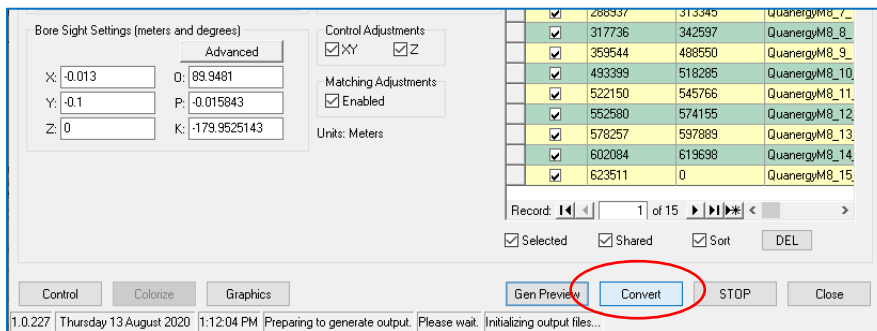 288937 313345 QuanergyM8_7_
Bore Sight Settings (meters and degrees) Control Adjustments 317736 342597 QuanergyM8_8_
Advanced XY Z 359544 488550 QuanergyM8_9_
X: -0.013 O: 89.9481 Matching Adjustments 493399 518285 QuanergyM8_10_
Y: -0.1 P: -0.015843 Enabled 522150 545766 QuanergyM8_11_
Z: 0 K: -179.9525143 Units: Meters 552580 574155 QuanergyM8_12_
578257 597889 QuanergyM8_13_
602084 619698 QuanergyM8_14_
623511 0 QuanergyM8_15_
Record: 1 of 15
Selected Shared Sort DEL
Control Colorize Graphics Gen Preview Convert STOP Close
1.0.227 Thursday 13 August 2020 1:12:04 PM Preparing to generate output. Please wait. Initializing output files...